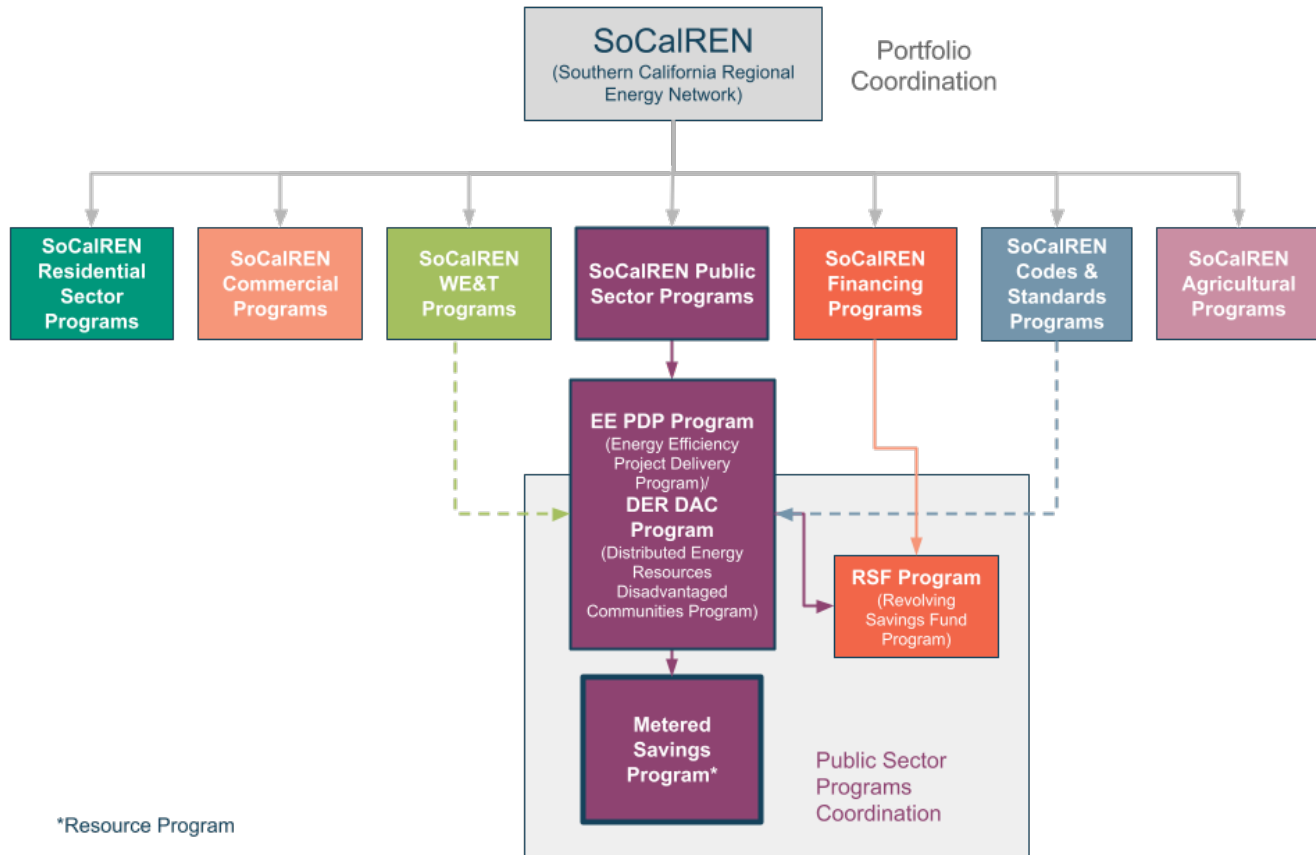 SoCalREN
(Southern California Regional
Energy Network)
Portfolio
Coordination
SoCalREN
Residential
Sector
Programs
SoCalREN
Commercial
Programs
SoCalREN
WE&T
Programs
SoCalREN Public
Sector Programs
SoCalREN
Financing
Programs
SoCalREN
Codes &
Standards
Programs
SoCalREN
Agricultural
Programs
EE PDP Program
(Energy Efficiency
Project Delivery
Program)/
DER DAC
Program
(Distributed Energy
Resources
Disadvantaged
Communities Program)
RSF Program
(Revolving
Savings Fund
Program)
Metered
Savings
Program*
Public Sector
Programs
Coordination
*Resource Program